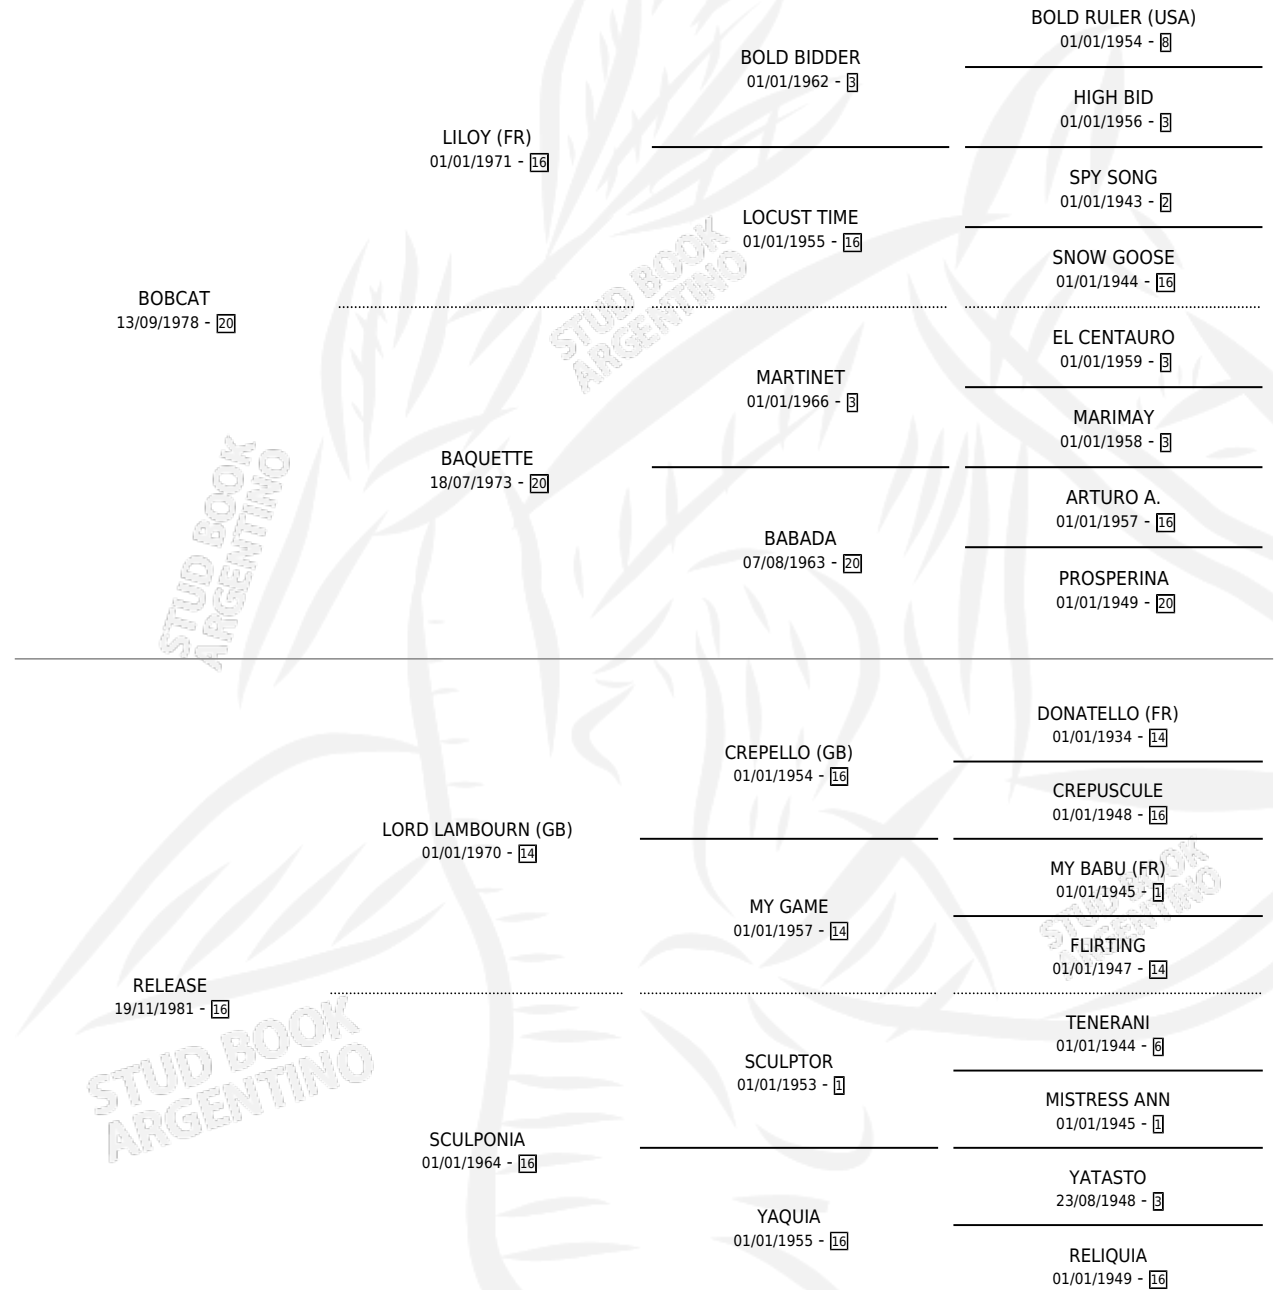 BOLD RULER (USA)
01/01/1954 - 8
BOLD BIDDER
01/01/1962 - 3
HIGH BID
01/01/1956 - 3
LILOY (FR)
01/01/1971 - 16
SPY SONG
01/01/1943 - 2
LOCUST TIME
01/01/1955 - 16
SNOW GOOSE
01/01/1944 - 16
BOBCAT
13/09/1978 - 20
EL CENTAURO
01/01/1959 - 3
MARTINET
01/01/1966 - 3
MARIMAY
01/01/1958 - 3
BAQUETTE
18/07/1973 - 20
ARTURO A.
01/01/1957 - 16
BABADA
07/08/1963 - 20
PROSPERINA
01/01/1949 - 20
DONATELLO (FR)
01/01/1934 - 14
CREPELLO (GB)
01/01/1954 - 16
CREPUSCULE
01/01/1948 - 16
LORD LAMBOURN (GB)
01/01/1970 - 14
MY BABU (FR)
01/01/1945 - 1
MY GAME
01/01/1957 - 14
FLIRTING
01/01/1947 - 14
RELEASE
19/11/1981 - 16
TENERANI
01/01/1944 - 6
SCULPTOR
01/01/1953 - 1
MISTRESS ANN
01/01/1945 - 1
SCULPONIA
01/01/1964 - 16
YATASTO
23/08/1948 - 3
YAQUIA
01/01/1955 - 16
RELIQUIA
01/01/1949 - 16
STUD BOOK
ARGENTINO
STUD BOOK
ARGENTINO
STUD BOOK
ARGENTINO
STUD BOOK
ARGENTINO